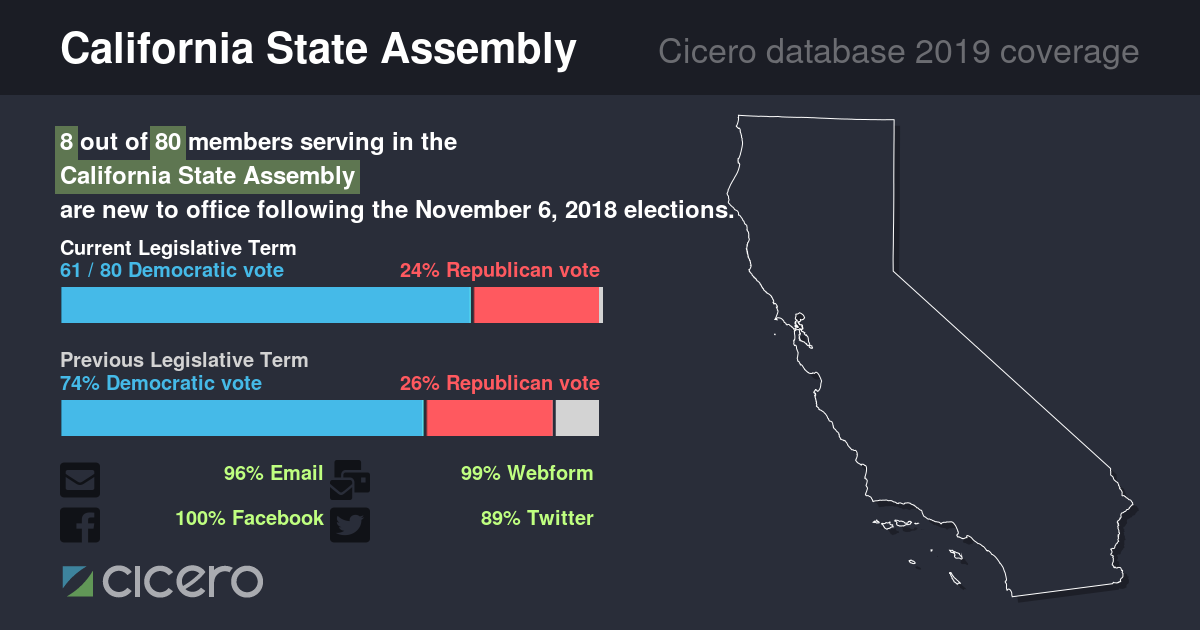 California State Assembly
Cicero database 2019 coverage
8 out of 80 members serving in the
California State Assembly
are new to office following the November 6, 2018 elections.
Current Legislative Term
61 / 80 Democratic vote
24% Republican vote
Previous Legislative Term
74% Democratic vote
26% Republican vote
96% Email
99% Webform
100% Facebook
89% Twitter
cicero